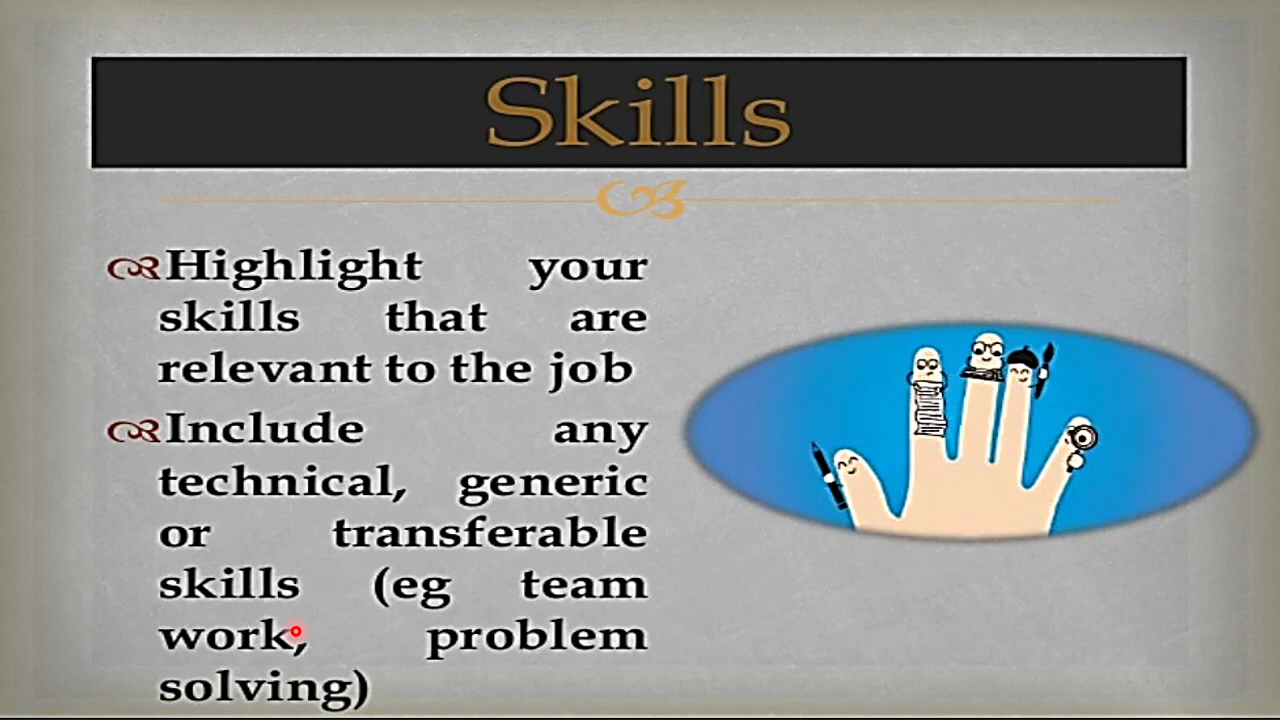 Skills
Highlight your
skills that are
relevant to the job
Include any
technical, generic
or transferable
skills (eg team
work, problem
solving)